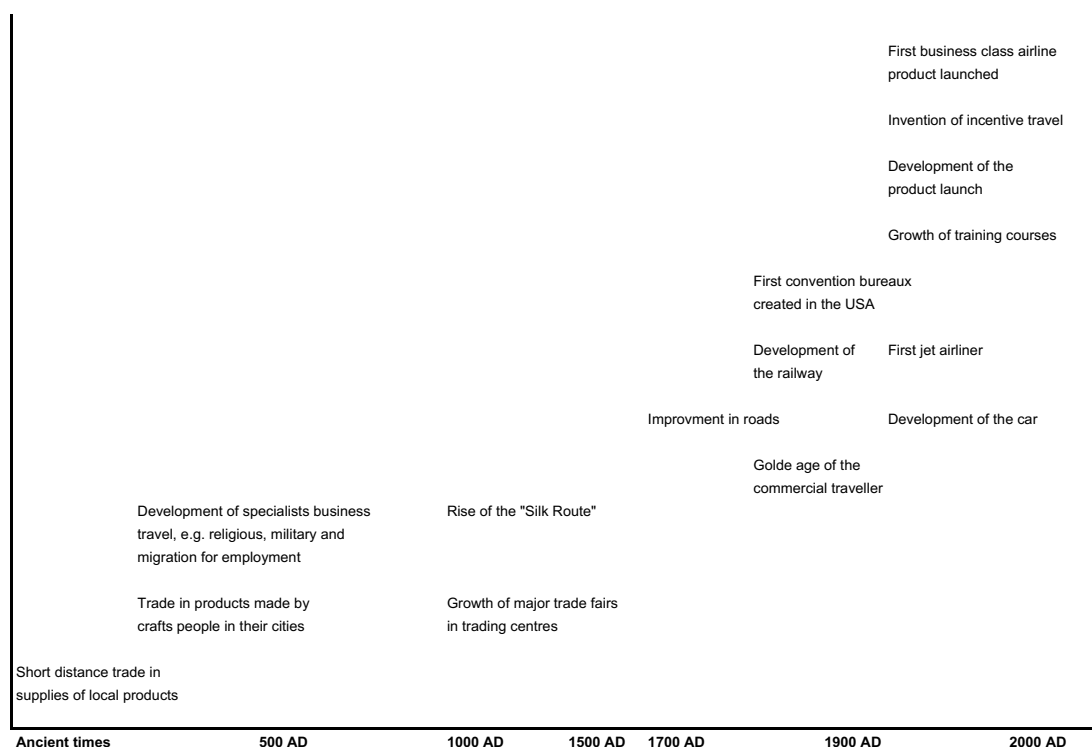 First business class airline
product launched
Invention of incentive travel
Development of the
product launch
Growth of training courses
First convention bureaux
created in the USA
Development of
the railway
First jet airliner
Improvment in roads
Development of the car
Golde age of the
commercial traveller
Development of specialists business
travel, e.g. religious, military and
migration for employment
Rise of the "Silk Route"
Trade in products made by
crafts people in their cities
Growth of major trade fairs
in trading centres
Short distance trade in
supplies of local products
Ancient times 500 AD 1000 AD 1500 AD 1700 AD 1900 AD 2000 AD